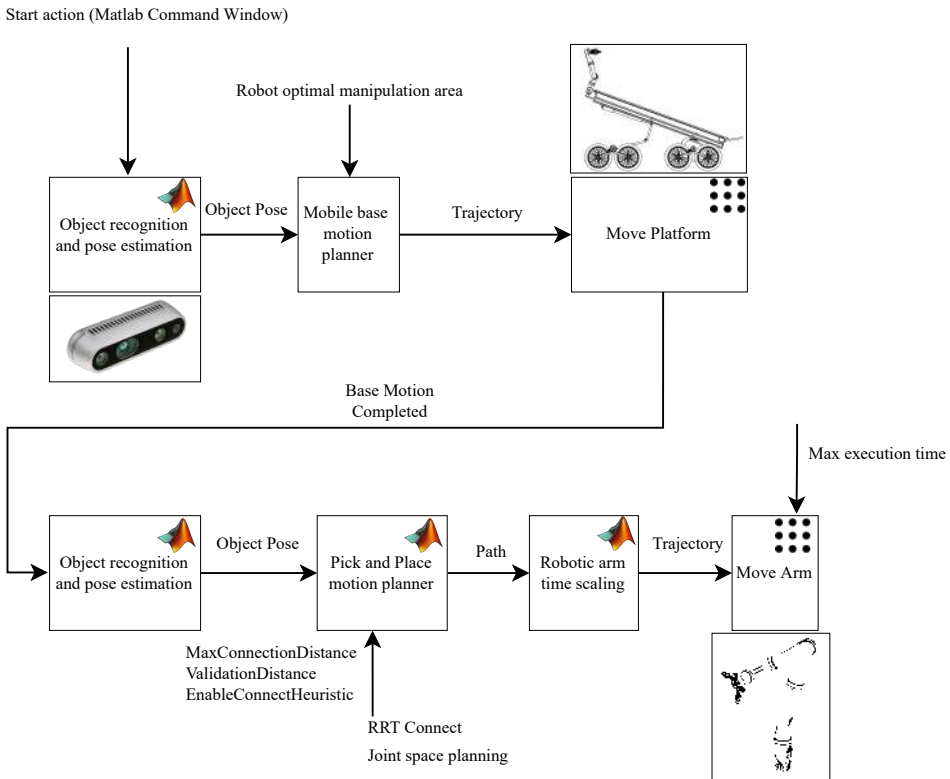 Start action (Matlab Command Window)
Robot optimal manipulation area
Object recognition
and pose estimation
Object Pose
Mobile base
motion
planner
Trajectory
Move Platform
Base Motion
Completed
Max execution time
Object recognition
and pose estimation
Object Pose
Pick and Place
motion planner
Path
Robotic arm
time scaling
Trajectory
Move Arm
MaxConnectionDistance
ValidationDistance
EnableConnectHeuristic
RRT Connect
Joint space planning